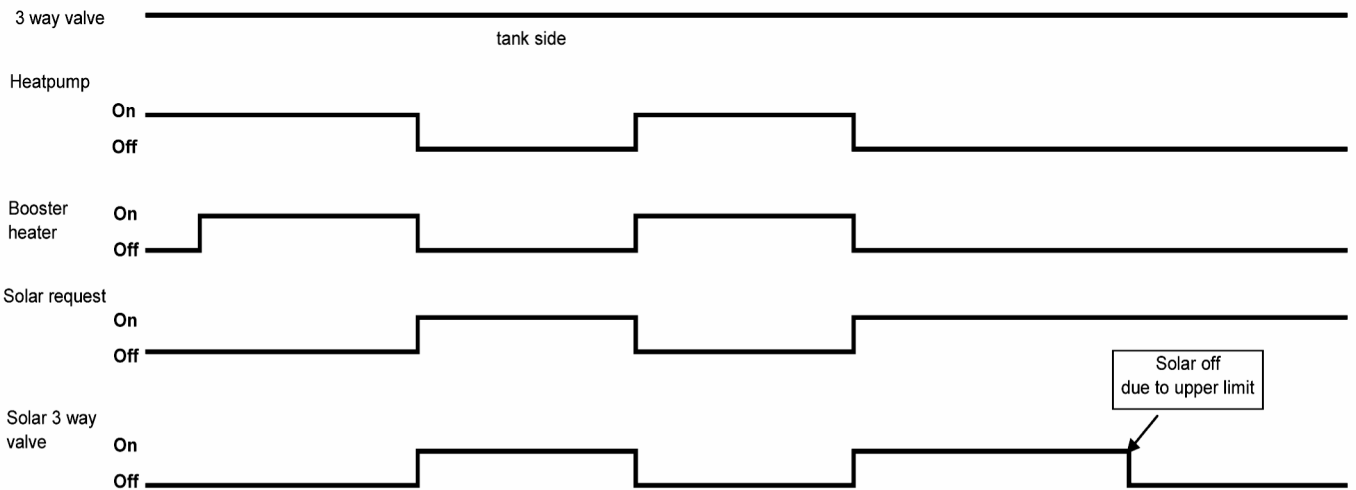 3 way valve
tank side
Heatpump
On
Off
Booster
heater
On
Off
Solar request
On
Off
Solar off
due to upper limit
Solar 3 way
valve
On
Off